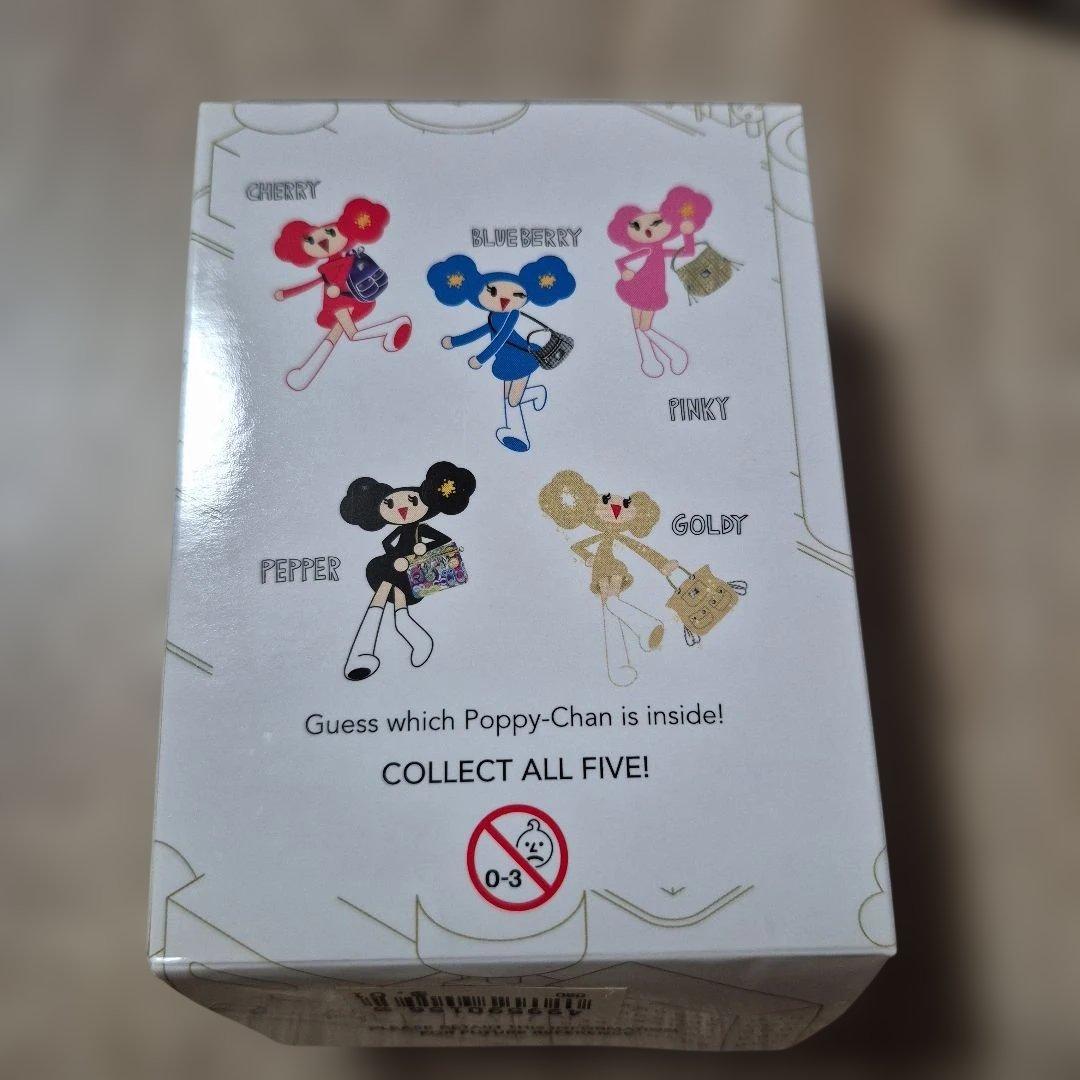 CHERRY
BLUEBERRY
PINKY
PEPPER
GOLDY
Guess which Poppy-Chan is inside!
COLLECT ALL FIVE!
0-3